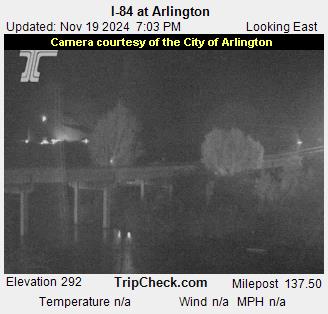 I-84 at Arlington
Updated: Nov 19 2024 7:03 PM Looking East
Camera courtesy of the City of Arlington
Elevation 292 TripCheck.com Milepost 137.50
Temperature n/a Wind n/a MPH n/a